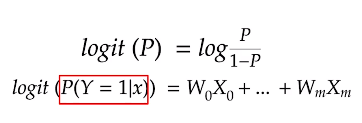 logit (P) = log P/1−P
logit (P(Y = 1|x)) = W₀X₀ + ... + WₘXₘ